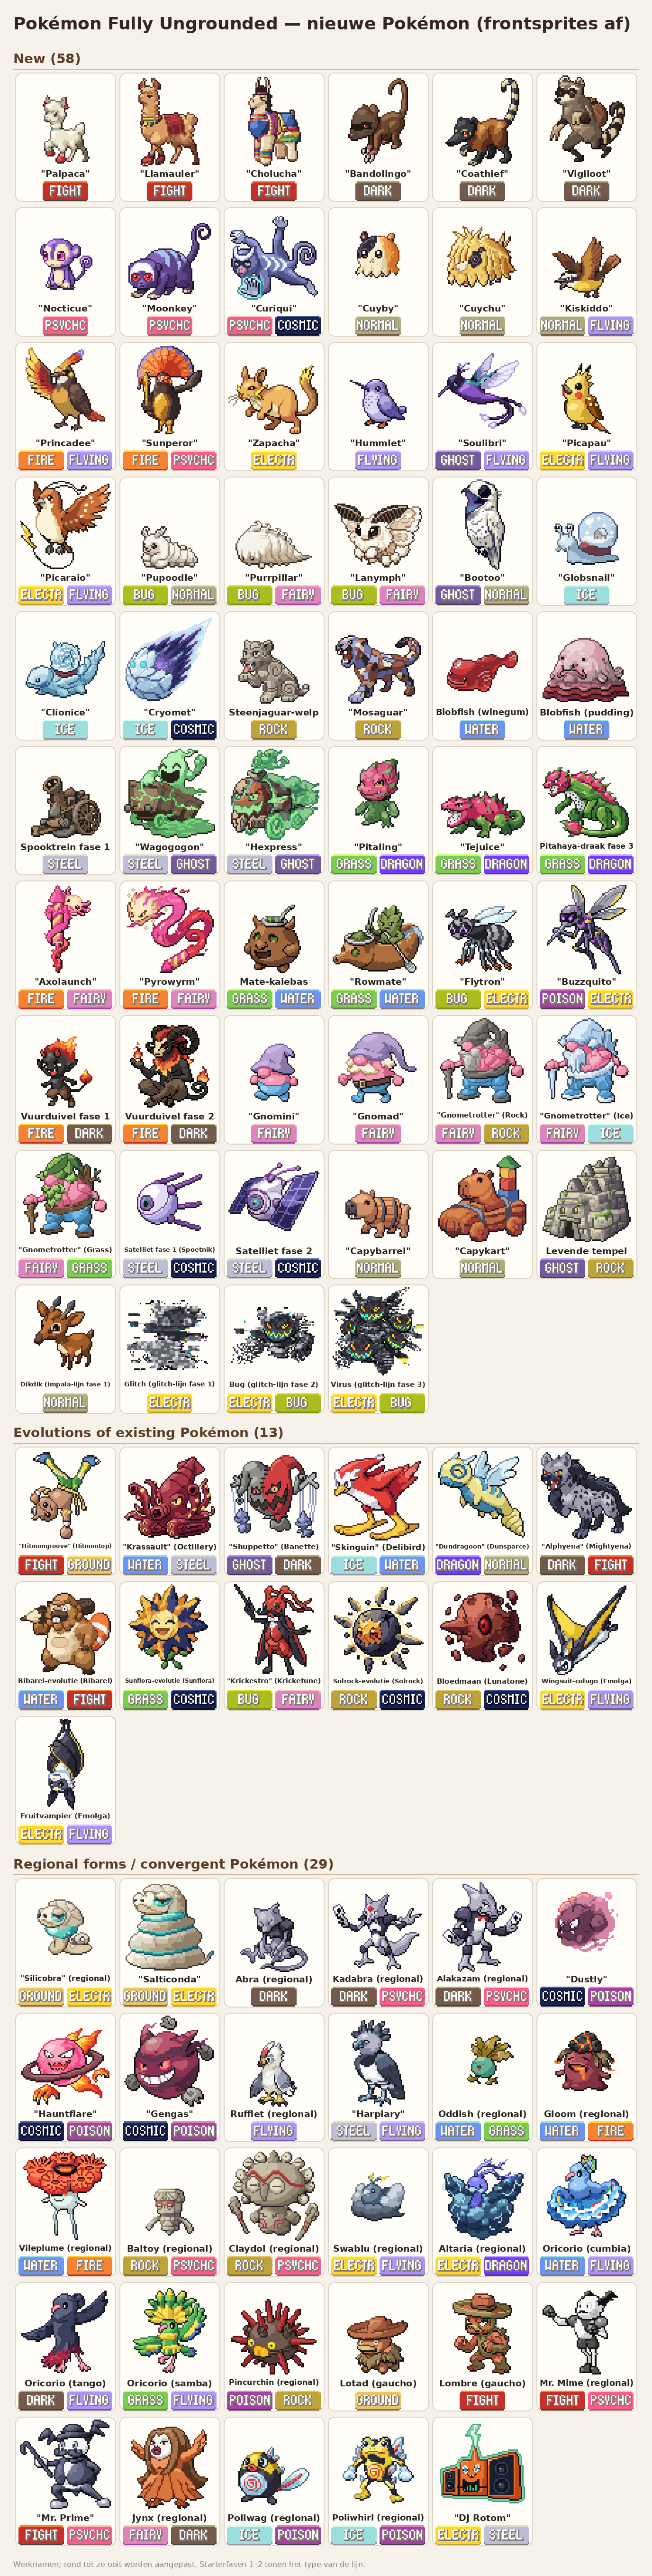 Pokémon Fully Ungrounded — nieuwe Pokémon (frontsprites af)
New (58)
"Palpaca" "Llamauler" "Cholucha" "Bandolingo" "Coathief" "Vigiloot"
FIGHT FIGHT FIGHT DARK DARK DARK
"Nocticue" "Moonkey" "Curiqui" "Cuyby" "Cuychu" "Kiskiddo"
PSYCHC PSYCHC PSYCHC COSMIC NORMAL NORMAL NORMAL FLYING
"Princadee" "Sunperor" "Zapacha" "Hummlet" "Soulibri" "Picapau"
FIRE FLYING FIRE PSYCHC ELECTR FLYING GHOST FLYING ELECTR FLYING
"Picaraio" "Pupoodle" "Purrpillar" "Lanymph" "Bootoo" "Globsnail"
ELECTR FLYING BUG NORMAL BUG FAIRY BUG FAIRY GHOST NORMAL ICE
"Clionice" "Cryomet" Steenjaguar-welp "Mosaguar" Blobfish (winegum) Blobfish (pudding)
ICE ICE COSMIC ROCK ROCK WATER WATER
Spooktrein fase 1 "Wagogogon" "Hexpress" "Pitaling" "Tejuice" Pitahaya-draak fase 3
STEEL STEEL GHOST STEEL GHOST GRASS DRAGON GRASS DRAGON GRASS DRAGON
"Axolaunch" "Pyrowyrm" Mate-kalebas "Rowmate" "Flytron" "Buzzquito"
FIRE FAIRY FIRE FAIRY GRASS WATER GRASS WATER BUG ELECTR POISON ELECTR
Vuurduivel fase 1 Vuurduivel fase 2 "Gnomini" "Gnomad" "Gnometrotter" (Rock) "Gnometrotter" (Ice)
FIRE DARK FIRE DARK FAIRY FAIRY FAIRY ROCK FAIRY ICE
"Gnometrotter" (Grass) Satelliet fase 1 (Spoetnik) Satelliet fase 2 "Capybarrel" "Capykart" Levende tempel
FAIRY GRASS STEEL COSMIC STEEL COSMIC NORMAL NORMAL GHOST ROCK
Dikdik (impala-lijn fase 1) Glitch (glitch-lijn fase 1) Bug (glitch-lijn fase 2) Virus (glitch-lijn fase 3)
NORMAL ELECTR ELECTR BUG ELECTR BUG
Evolutions of existing Pokémon (13)
"Hitmongroove" (Hitmontop) "Krassault" (Octillery) "Shuppetto" (Banette) "Skinguin" (Delibird) "Dundragoon" (Dunsparce) "Alphyena" (Mightyena)
FIGHT GROUND WATER STEEL GHOST DARK ICE WATER DRAGON NORMAL DARK FIGHT
Bibarel-evolutie (Bibarel) Sunflora-evolutie (Sunflora) "Krickestro" (Kricketune) Solrock-evolutie (Solrock) Bloedmaan (Lunatone) Wingsuit-colugo (Emolga)
WATER FIGHT GRASS COSMIC BUG FAIRY ROCK COSMIC ROCK COSMIC ELECTR FLYING
Fruitvampier (Emolga)
ELECTR FLYING
Regional forms / convergent Pokémon (29)
"Silicobra" (regional) "Salticonda" Abra (regional) Kadabra (regional) Alakazam (regional) "Dustly"
GROUND ELECTR GROUND ELECTR DARK DARK PSYCHC DARK PSYCHC COSMIC POISON
"Hauntflare" "Gengas" Rufflet (regional) "Harpiary" Oddish (regional) Gloom (regional)
COSMIC POISON COSMIC POISON FLYING STEEL FLYING WATER GRASS WATER FIRE
Vileplume (regional) Baltoy (regional) Claydol (regional) Swablu (regional) Altaria (regional) Oricorio (cumbia)
WATER FIRE ROCK PSYCHC ROCK PSYCHC ELECTR FLYING ELECTR DRAGON WATER FLYING
Oricorio (tango) Oricorio (samba) Pincurchin (regional) Lotad (gaucho) Lombre (gaucho) Mr. Mime (regional)
DARK FLYING GRASS FLYING POISON ROCK GROUND FIGHT FIGHT PSYCHC
"Mr. Prime" Jynx (regional) Poliwag (regional) Poliwhirl (regional) "DJ Rotom"
FIGHT PSYCHC FAIRY DARK ICE POISON ICE POISON ELECTR STEEL
Werknamen; rond tot ze ooit worden aangepast. Starterfasen 1–2 tonen het type van de lijn.